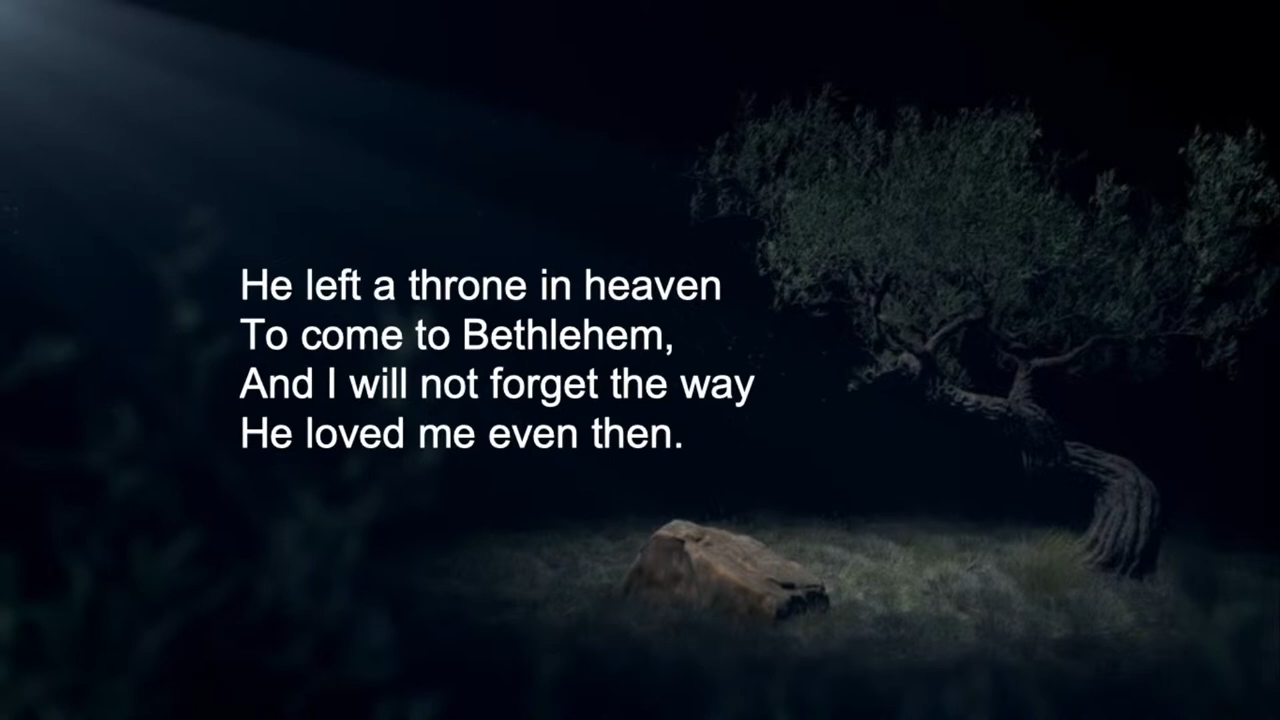 He left a throne in heaven
To come to Bethlehem,
And I will not forget the way
He loved me even then.